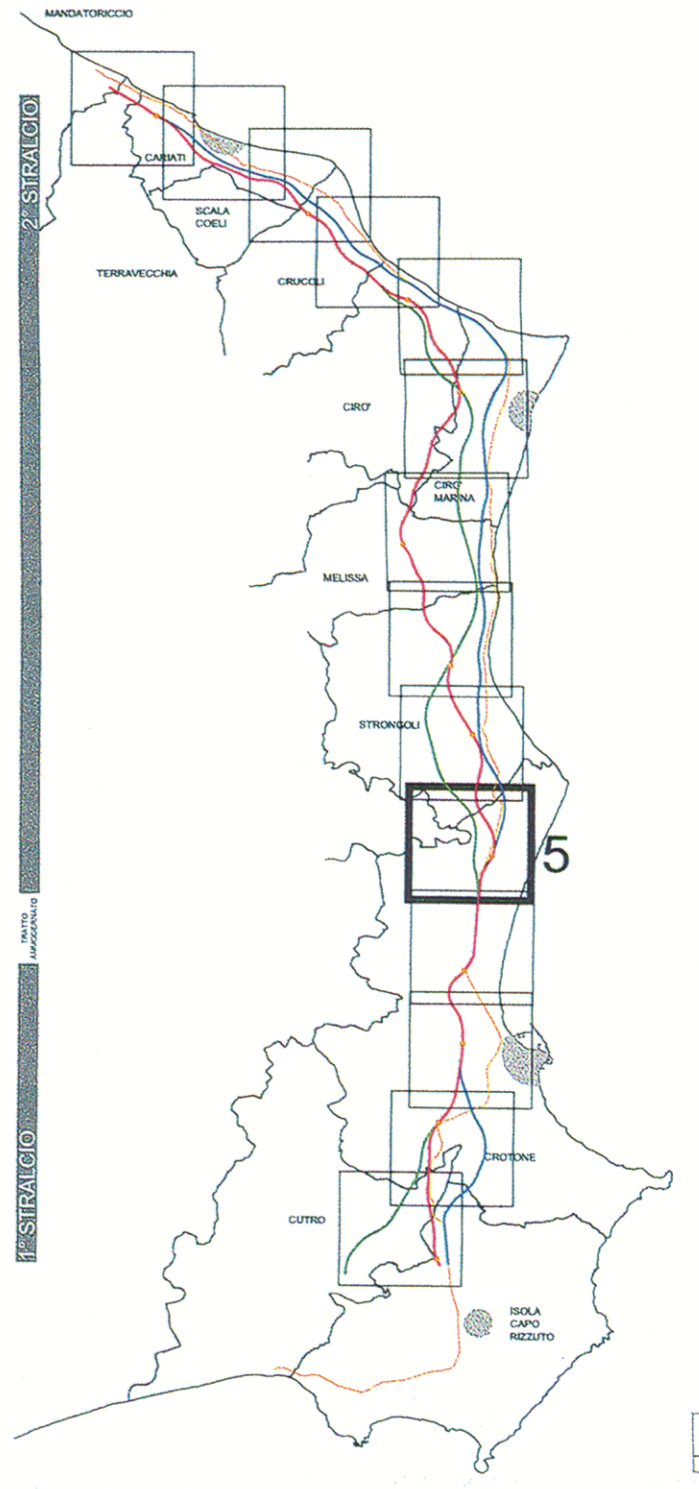 MANDATORICCIO
2° STRALCIO
CARIATI
SCALA
COELI
TERRAVECCHIA
CRUCOLI
CIRO'
CIRO'
MARINA
MELISSA
STRONGOLI
5
TRATTO
AMMODERNATO
1° STRALCIO
CROTONE
CUTRO
ISOLA
CAPO
RIZZUTO